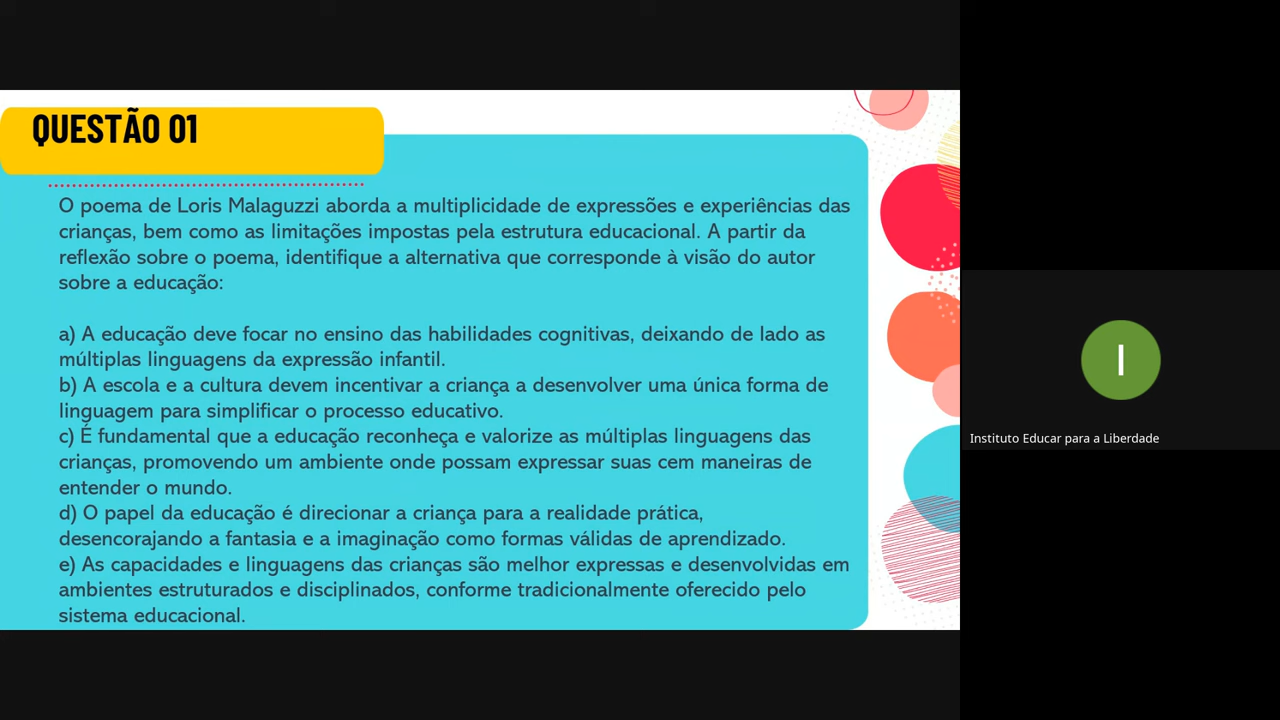 QUESTÃO 01
O poema de Loris Malaguzzi aborda a multiplicidade de expressões e experiências das
crianças, bem como as limitações impostas pela estrutura educacional. A partir da
reflexão sobre o poema, identifique a alternativa que corresponde à visão do autor
sobre a educação:
a) A educação deve focar no ensino das habilidades cognitivas, deixando de lado as
múltiplas linguagens da expressão infantil.
b) A escola e a cultura devem incentivar a criança a desenvolver uma única forma de
linguagem para simplificar o processo educativo.
c) É fundamental que a educação reconheça e valorize as múltiplas linguagens das
crianças, promovendo um ambiente onde possam expressar suas cem maneiras de
entender o mundo.
d) O papel da educação é direcionar a criança para a realidade prática,
desencorajando a fantasia e a imaginação como formas válidas de aprendizado.
e) As capacidades e linguagens das crianças são melhor expressas e desenvolvidas em
ambientes estruturados e disciplinados, conforme tradicionalmente oferecido pelo
sistema educacional.
I
Instituto Educar para a Liberdade